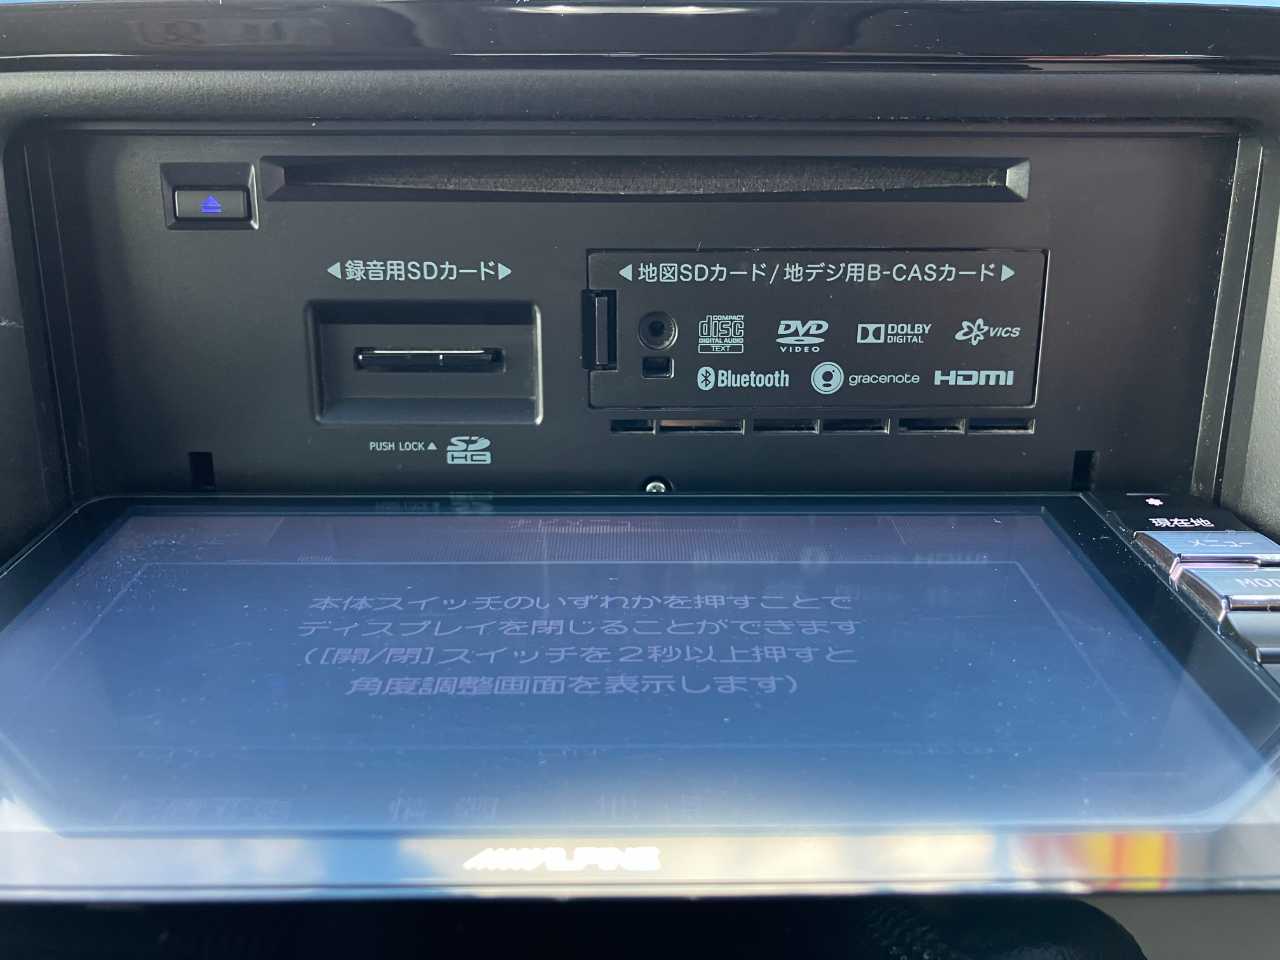 ◀録音用SDカード▶
◀地図SDカード/地デジ用B-CASカード▶
COMPACT
disc
DIGITAL AUDIO
TEXT
DVD
VIDEO
DOLBY
DIGITAL
VICS
Bluetooth
gracenote
HDMI
PUSH LOCK▲
SD
HC
現在地
メニュー
本体スイッチのいずれかを押すことで
ディスプレイを閉じることができます
([開/閉]スイッチを2秒以上押すと
角度調整画面を表示します)
ALPINE